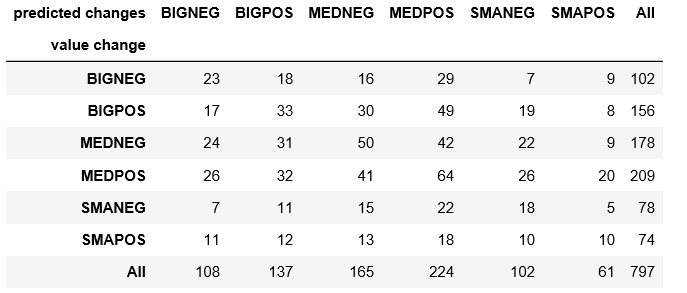 predicted changes BIGNEG BIGPOS MEDNEG MEDPOS SMANEG SMAPOS All
value change
BIGNEG 23 18 16 29 7 9 102
BIGPOS 17 33 30 49 19 8 156
MEDNEG 24 31 50 42 22 9 178
MEDPOS 26 32 41 64 26 20 209
SMANEG 7 11 15 22 18 5 78
SMAPOS 11 12 13 18 10 10 74
All 108 137 165 224 102 61 797